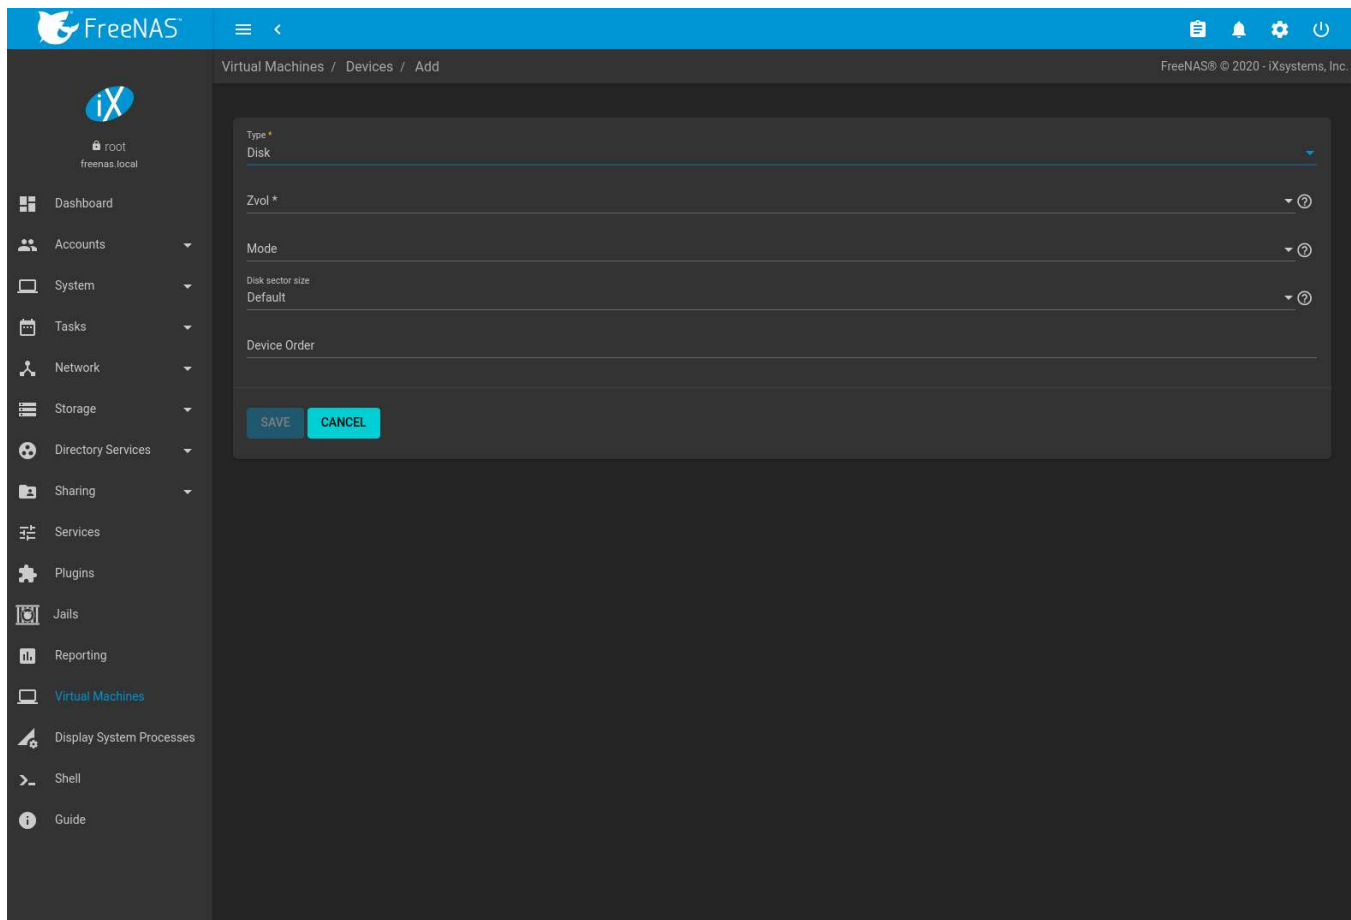 FreeNAS™
Virtual Machines / Devices / Add
FreeNAS® © 2020 - iXsystems, Inc.
iX
root
freenas.local
Dashboard
Accounts
System
Tasks
Network
Storage
Directory Services
Sharing
Services
Plugins
Jails
Reporting
Virtual Machines
Display System Processes
Shell
Guide
Type *
Disk
Zvol *
Mode
Disk sector size
Default
Device Order
SAVE CANCEL